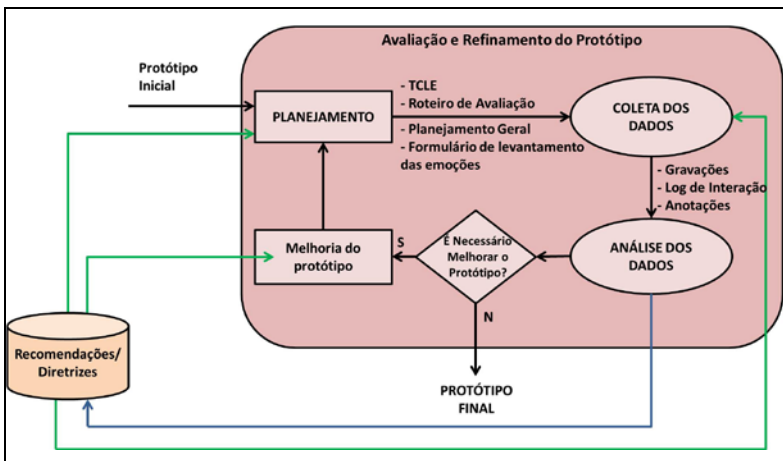 Avaliação e Refinamento do Protótipo
Protótipo
Inicial
PLANEJAMENTO
- TCLE
- Roteiro de Avaliação
- Planejamento Geral
- Formulário de levantamento
das emoções
COLETA DOS
DADOS
- Gravações
- Log de Interação
- Anotações
Melhoria do
protótipo
S
É Necessário
Melhorar o
Protótipo?
ANÁLISE DOS
DADOS
N
Recomendações/
Diretrizes
PROTÓTIPO
FINAL